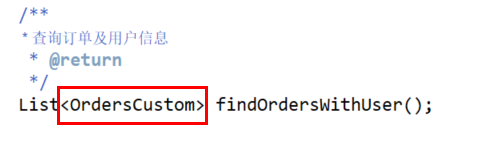 /**
* 查询订单及用户信息
* @return
*/
List<OrdersCustom> findOrdersWithUser();